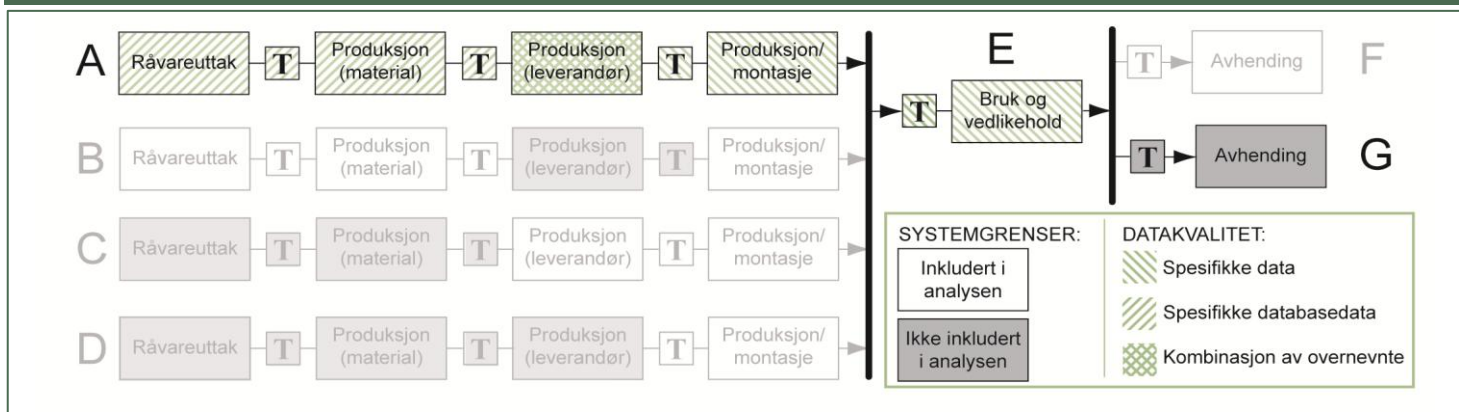 A
Råvareuttak
T
Produksjon
(material)
T
Produksjon
(leverandør)
T
Produksjon/
montasje
B
Råvareuttak
T
Produksjon
(material)
T
Produksjon
(leverandør)
T
Produksjon/
montasje
C
Råvareuttak
T
Produksjon
(material)
T
Produksjon
(leverandør)
T
Produksjon/
montasje
D
Råvareuttak
T
Produksjon
(material)
T
Produksjon
(leverandør)
T
Produksjon/
montasje
E
T
Bruk og
vedlikehold
T
Avhending
F
T
Avhending
G
SYSTEMGRENSER:
Inkludert i
analysen
Ikke inkludert
i analysen
DATAKVALITET:
Spesifikke data
Spesifikke databasedata
Kombinasjon av overnevnte